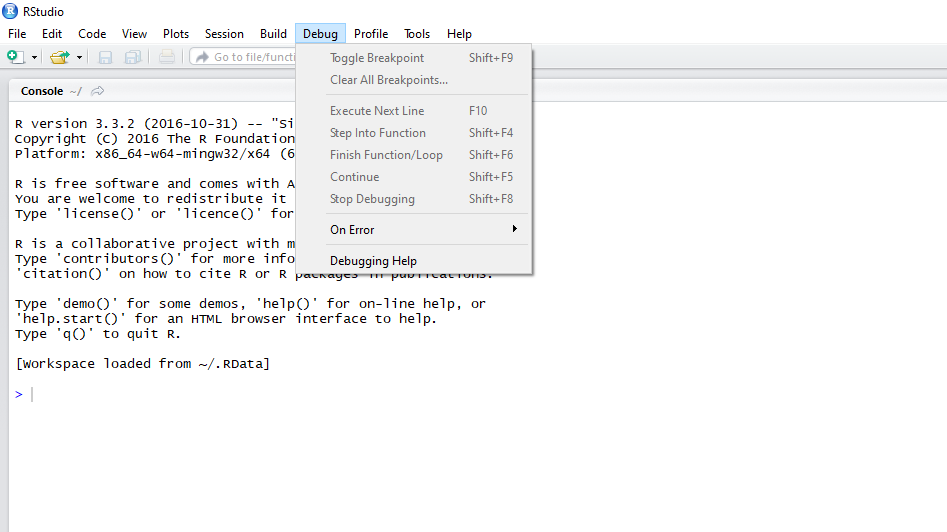 RStudio
File Edit Code View Plots Session Build Debug Profile Tools Help
Go to file/functi
Toggle Breakpoint Shift+F9
Clear All Breakpoints...
Execute Next Line F10
Step Into Function Shift+F4
Finish Function/Loop Shift+F6
Continue Shift+F5
Stop Debugging Shift+F8
On Error
Debugging Help
Console ~/
R version 3.3.2 (2016-10-31) -- "Si
Copyright (C) 2016 The R Foundation
Platform: x86_64-w64-mingw32/x64 (6
R is free software and comes with A
You are welcome to redistribute it
Type 'license()' or 'licence()' for
R is a collaborative project with m
Type 'contributors()' for more info
'citation()' on how to cite R or R packages in publications.
Type 'demo()' for some demos, 'help()' for on-line help, or
'help.start()' for an HTML browser interface to help.
Type 'q()' to quit R.
[Workspace loaded from ~/.RData]
>